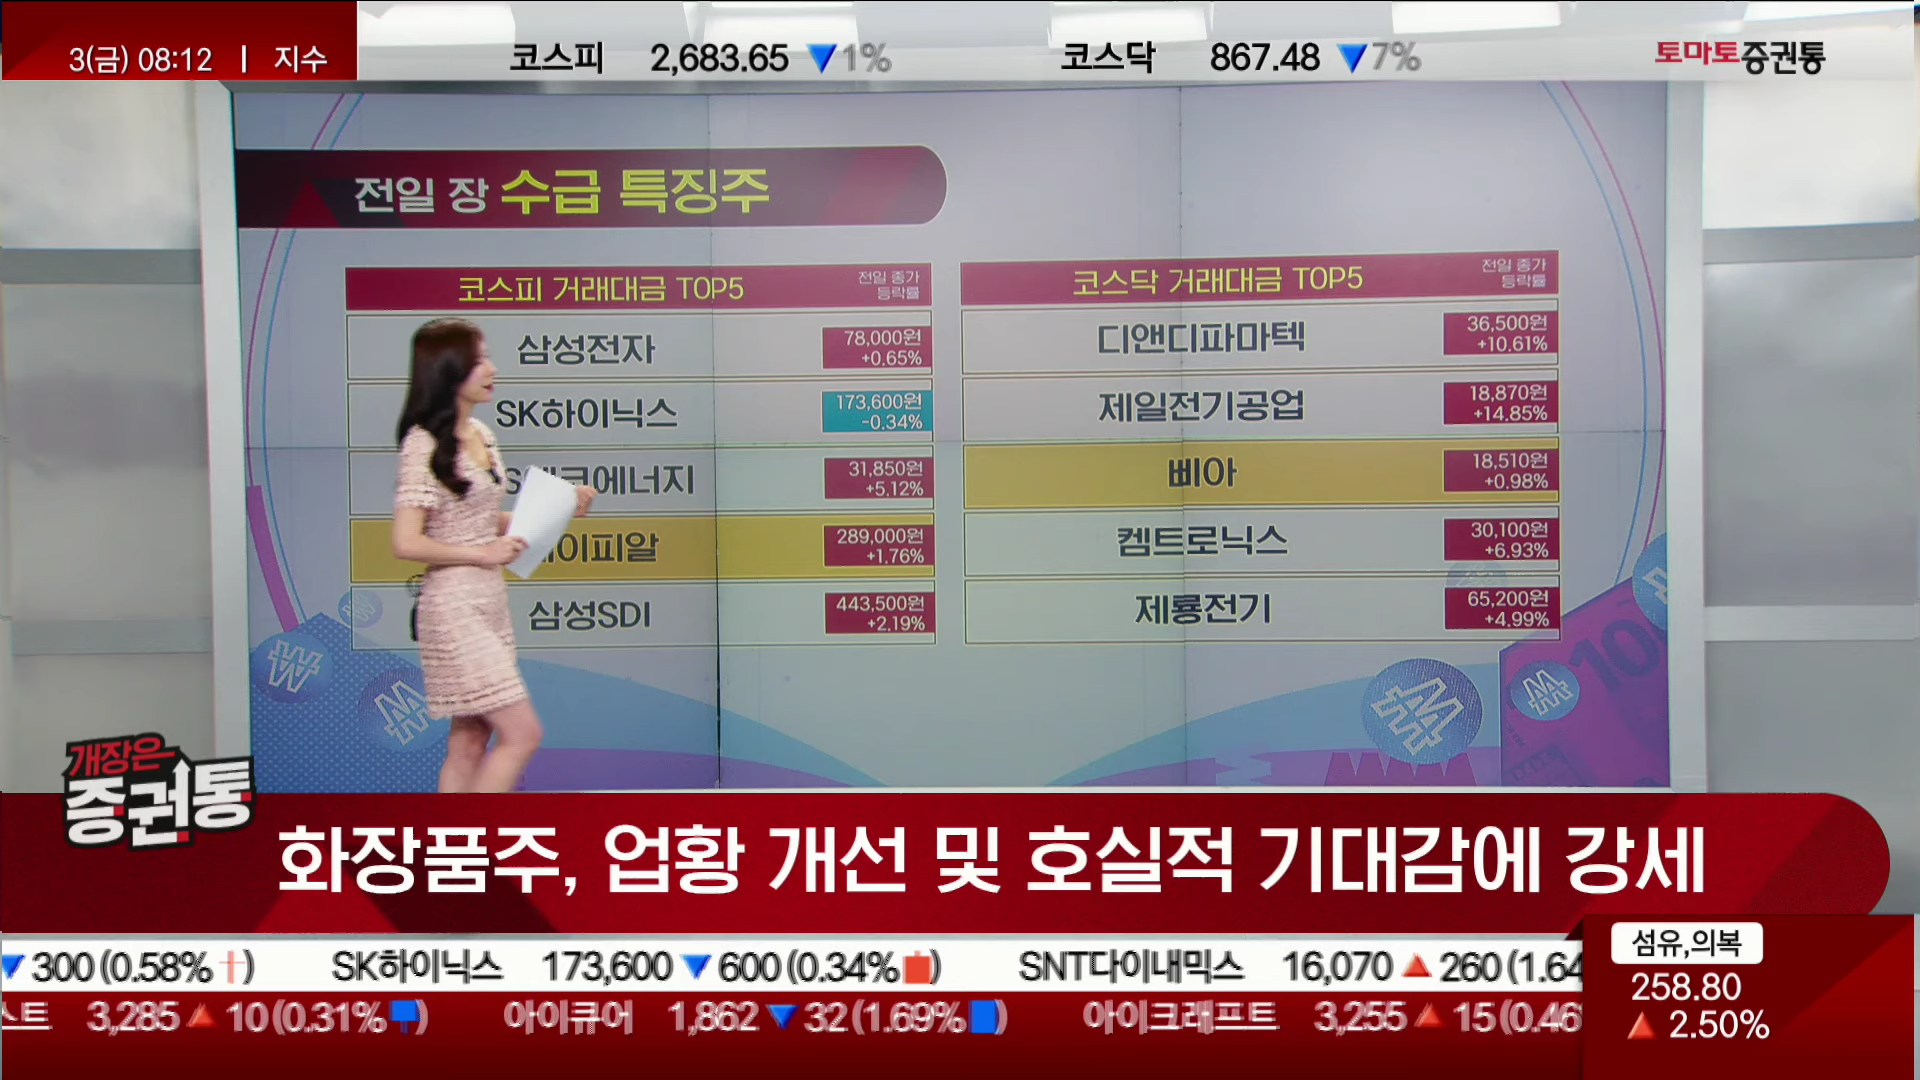 3(금) 08:12 | 지수
코스피 2,683.65 ▼1%
코스닥 867.48 ▼7%
토마토증권통
전일 장 수급 특징주
코스피 거래대금 TOP5 전일 종가 등락률
삼성전자 78,000원 +0.65%
SK하이닉스 173,600원 -0.34%
에너지 31,850원 +5.12%
이피알 289,000원 +1.76%
삼성SDI 443,500원 +2.19%
코스닥 거래대금 TOP5 전일 종가 등락률
디앤디파마텍 36,500원 +10.61%
제일전기공업 18,870원 +14.85%
삐아 18,510원 +0.98%
켐트로닉스 30,100원 +6.93%
제룡전기 65,200원 +4.99%
개장은
증권통
화장품주, 업황 개선 및 호실적 기대감에 강세
▼300(0.58%) SK하이닉스 173,600▼600(0.34%) SNT다이내믹스 16,070▲260(1.64
스트 3,285▲10(0.31%) 아이큐어 1,862▼32(1.69%) 아이크래프트 3,255▲15(0.46
섬유,의복
258.80
▲2.50%